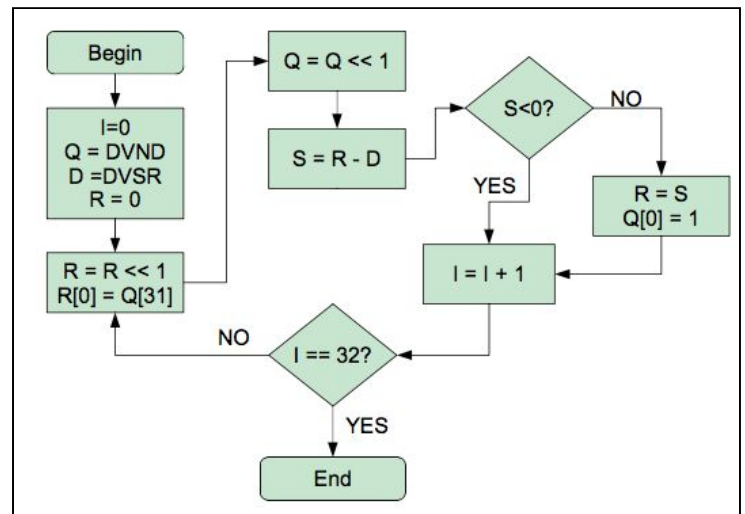 Begin
I=0
Q = DVND
D =DVSR
R = 0
R = R << 1
R[0] = Q[31]
Q = Q << 1
S = R - D
S<0?
NO
YES
R = S
Q[0] = 1
I = I + 1
I == 32?
NO
YES
End